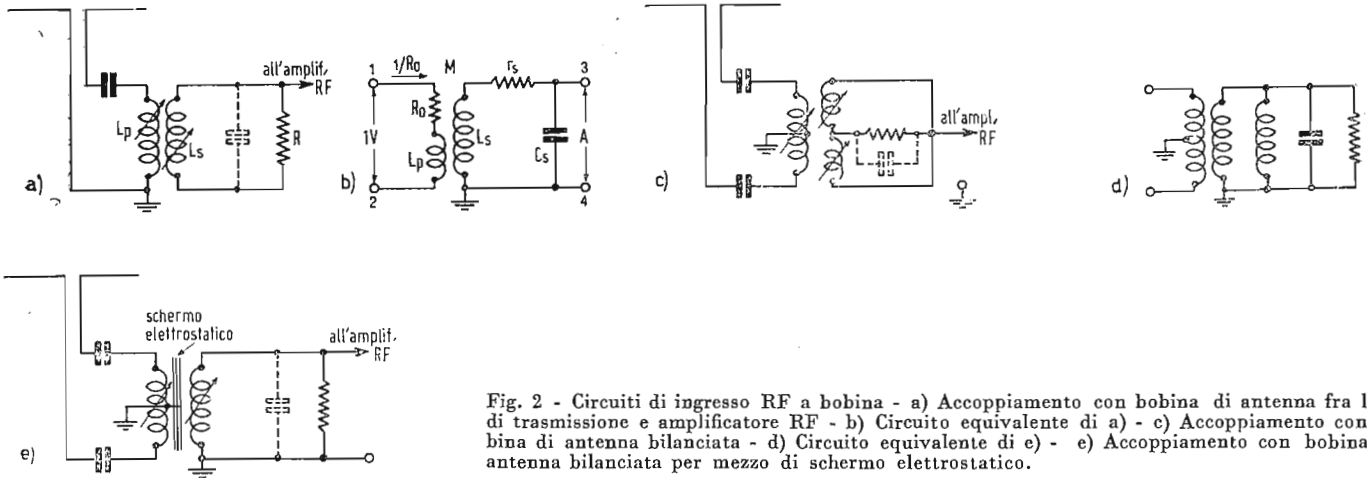 all'amplif,
RF
Lp
Ls
R
a)
1
1/R₀
M
rs
3
R₀
1V
Lp
Ls
Cs
A
b)
2
4
all'ampl,
RF
c)
d)
schermo
elettrostatico
all'amplif,
RF
e)
Fig. 2 - Circuiti di ingresso RF a bobina - a) Accoppiamento con bobina di antenna fra l
di trasmissione e amplificatore RF - b) Circuito equivalente di a) - c) Accoppiamento con
bina di antenna bilanciata - d) Circuito equivalente di e) - e) Accoppiamento con bobina
antenna bilanciata per mezzo di schermo elettrostatico.